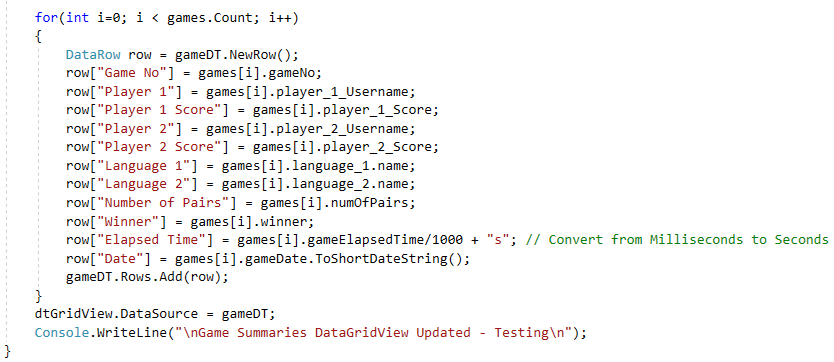 for(int i=0; i < games.Count; i++)
{
DataRow row = gameDT.NewRow();
row["Game No"] = games[i].gameNo;
row["Player 1"] = games[i].player_1_Username;
row["Player 1 Score"] = games[i].player_1_Score;
row["Player 2"] = games[i].player_2_Username;
row["Player 2 Score"] = games[i].player_2_Score;
row["Language 1"] = games[i].language_1.name;
row["Language 2"] = games[i].language_2.name;
row["Number of Pairs"] = games[i].numOfPairs;
row["Winner"] = games[i].winner;
row["Elapsed Time"] = games[i].gameElapsedTime/1000 + "s"; // Convert from Milliseconds to Seconds
row["Date"] = games[i].gameDate.ToShortDateString();
gameDT.Rows.Add(row);
}
dtGridView.DataSource = gameDT;
Console.WriteLine("\nGame Summaries DataGridView Updated - Testing\n");
}